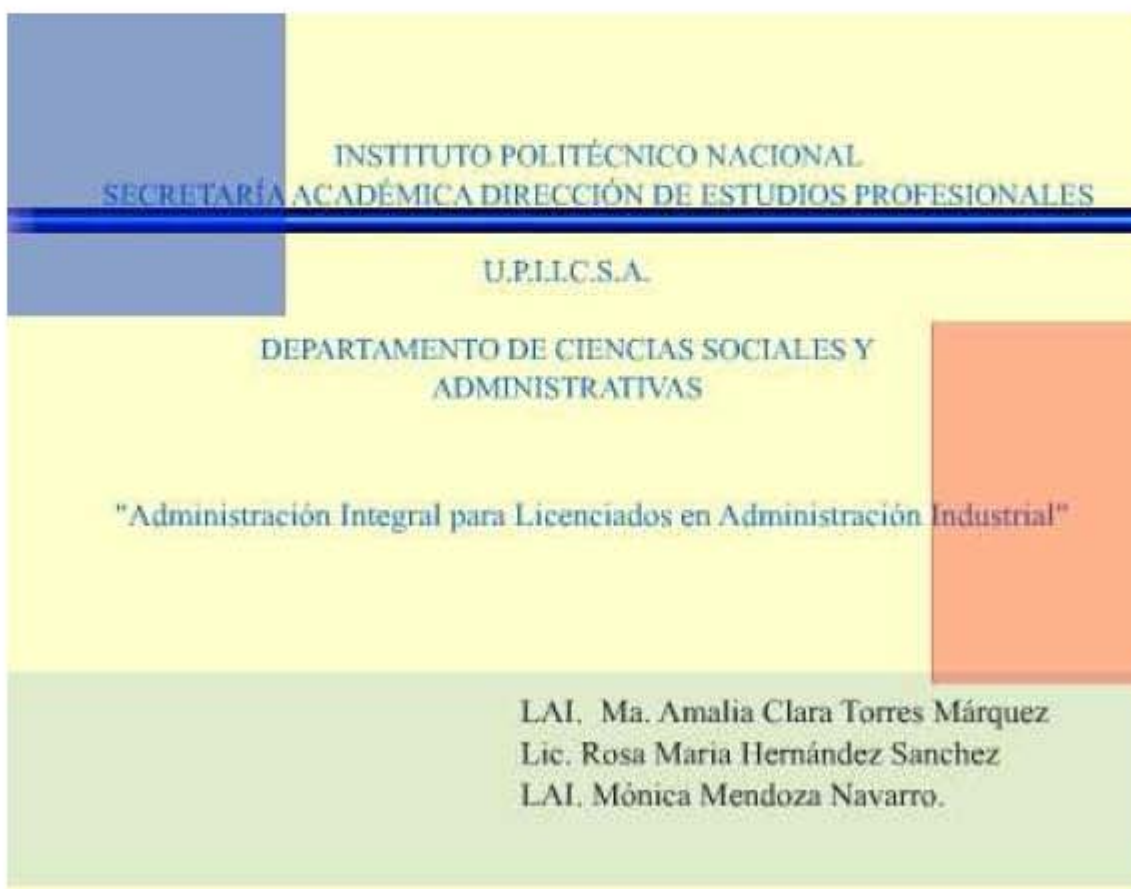 INSTITUTO POLITÉCNICO NACIONAL
SECRETARÍA ACADÉMICA DIRECCIÓN DE ESTUDIOS PROFESIONALES
U.P.I.I.C.S.A.
DEPARTAMENTO DE CIENCIAS SOCIALES Y
ADMINISTRATIVAS
"Administración Integral para Licenciados en Administración Industrial"
LAI. Ma. Amalia Clara Torres Márquez
Lic. Rosa Maria Hernández Sanchez
LAI. Mónica Mendoza Navarro.